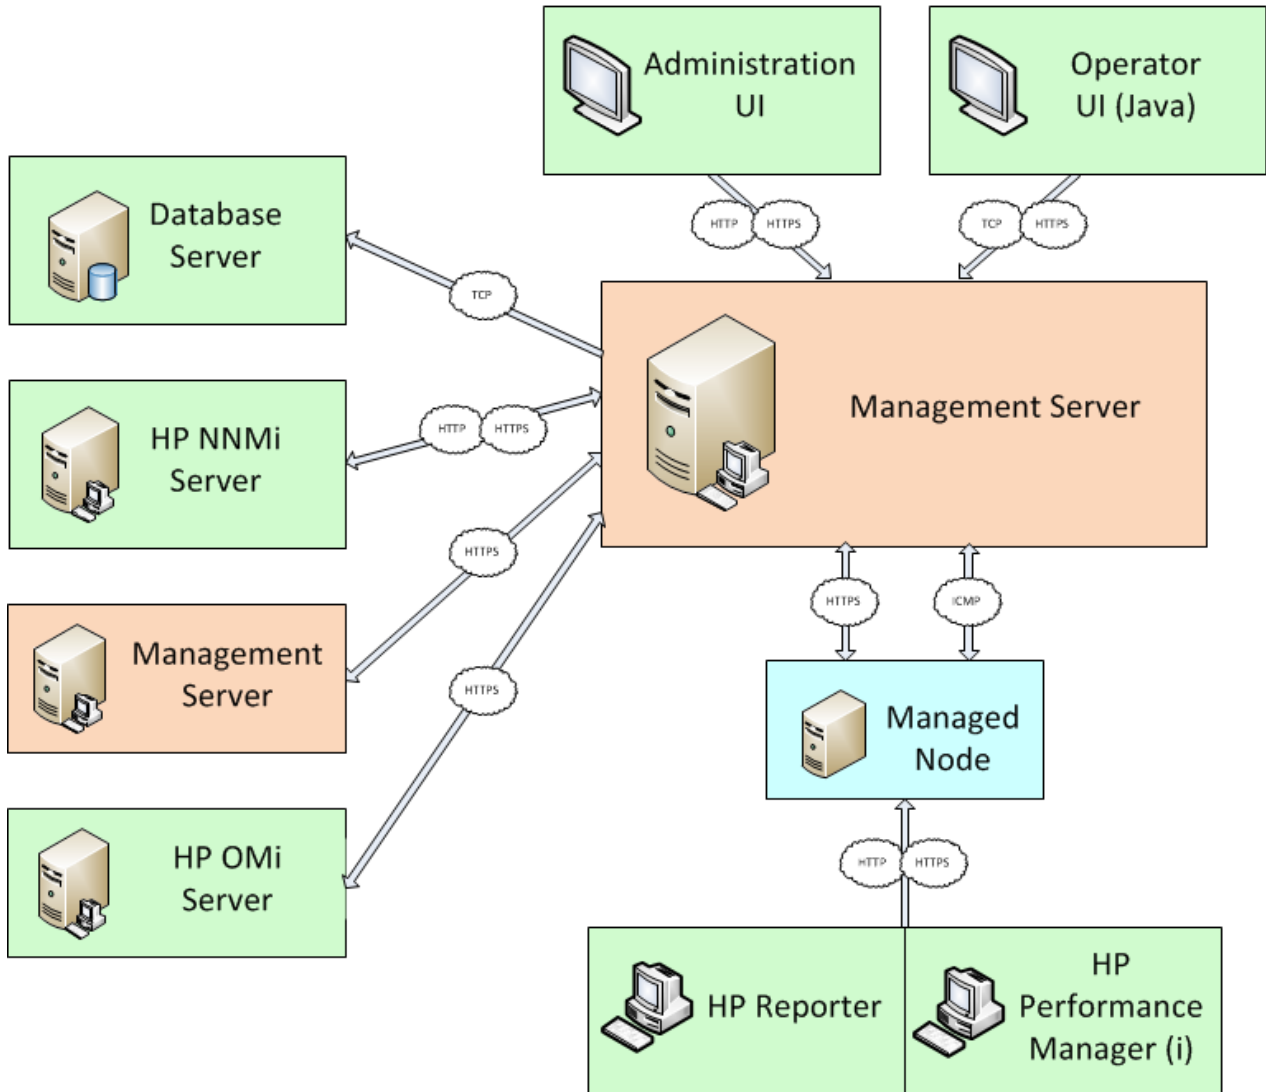 Administration
UI
Operator
UI (Java)
HTTP
HTTPS
TCP
HTTPS
Database
Server
TCP
Management Server
HP NNMi
Server
HTTP
HTTPS
HTTPS
Management
Server
HTTPS
HTTPS
ICMP
Managed
Node
HP OMi
Server
HTTP
HTTPS
HP Reporter
HP
Performance
Manager (i)